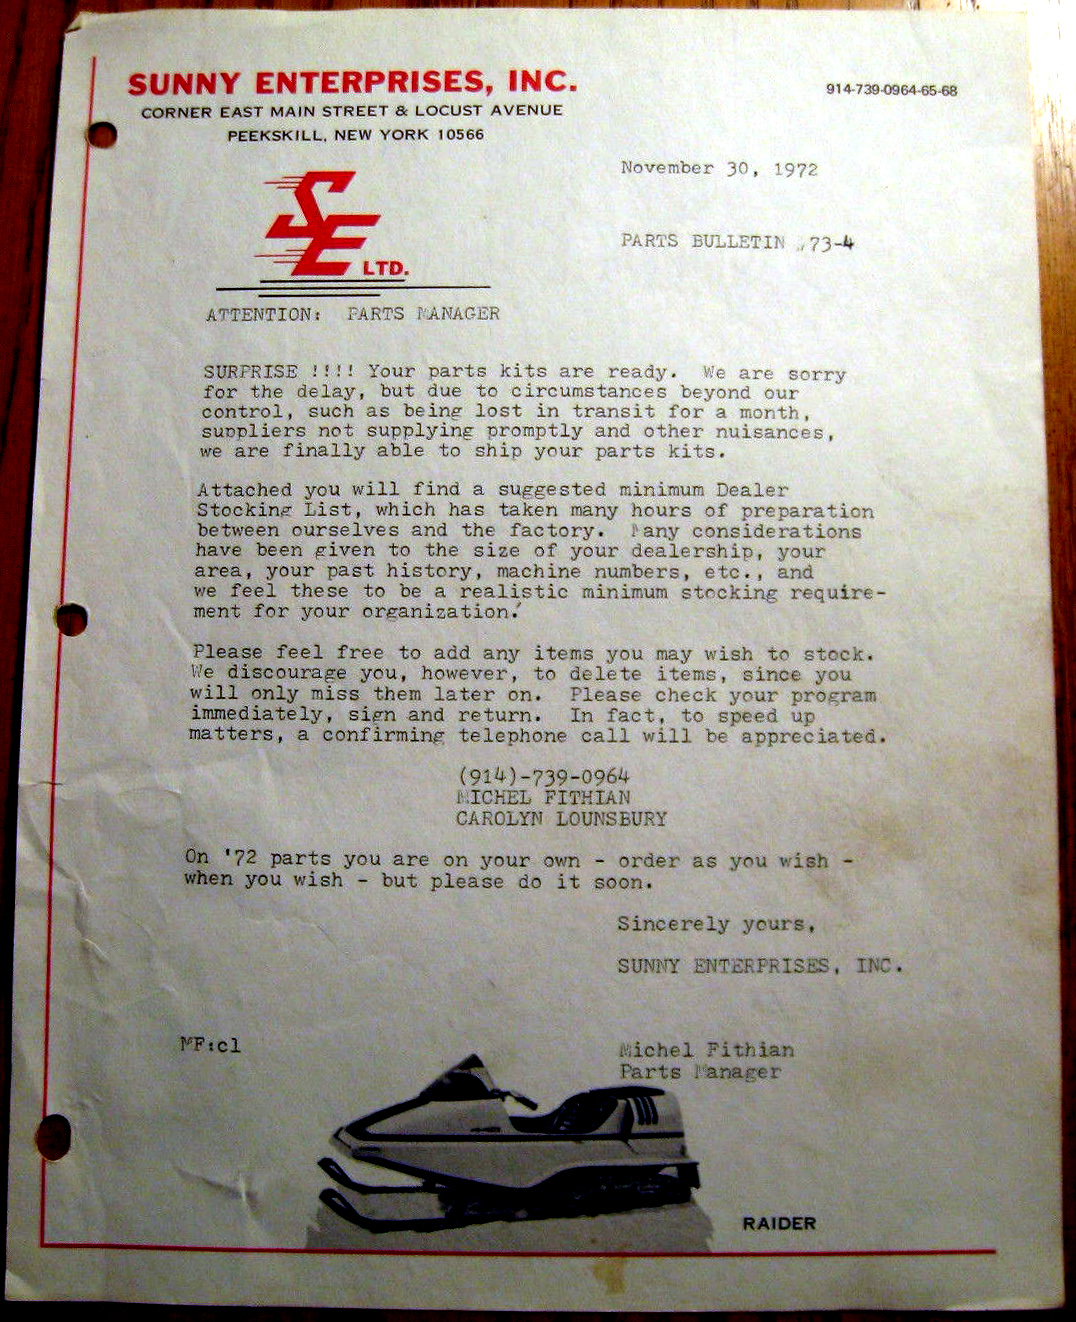 SUNNY ENTERPRISES, INC.
CORNER EAST MAIN STREET & LOCUST AVENUE
PEEKSKILL, NEW YORK 10566
914-739-0964-65-68
SE LTD.
November 30, 1972
PARTS BULLETIN 73-4
ATTENTION: PARTS MANAGER
SURPRISE !!!! Your parts kits are ready. We are sorry
for the delay, but due to circumstances beyond our
control, such as being lost in transit for a month,
suppliers not supplying promptly and other nuisances,
we are finally able to ship your parts kits.
Attached you will find a suggested minimum Dealer
Stocking List, which has taken many hours of preparation
between ourselves and the factory. Many considerations
have been given to the size of your dealership, your
area, your past history, machine numbers, etc., and
we feel these to be a realistic minimum stocking require-
ment for your organization.
Please feel free to add any items you may wish to stock.
We discourage you, however, to delete items, since you
will only miss them later on. Please check your program
immediately, sign and return. In fact, to speed up
matters, a confirming telephone call will be appreciated.
(914)-739-0964
MICHEL FITHIAN
CAROLYN LOUNSBURY
On '72 parts you are on your own - order as you wish -
when you wish - but please do it soon.
Sincerely yours,
SUNNY ENTERPRISES, INC.
MF:cl
Michel Fithian
Parts Manager
RAIDER